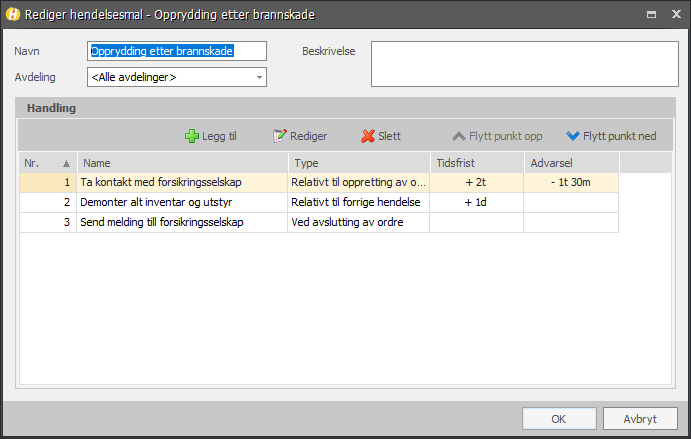 Rediger hendelsesmal - Opprydding etter brannskade
Navn Opprydding etter brannskade Beskrivelse
Avdeling <Alle avdelinger>
Handling
Legg til Rediger Slett Flytt punkt opp Flytt punkt ned
Nr. Name Type Tidsfrist Advarsel
1 Ta kontakt med forsikringsselskap Relativt til oppretting av o... + 2t - 1t 30m
2 Demonter alt inventar og utstyr Relativt til forrige hendelse + 1d
3 Send melding till forsikringsselskap Ved avslutting av ordre
OK Avbryt